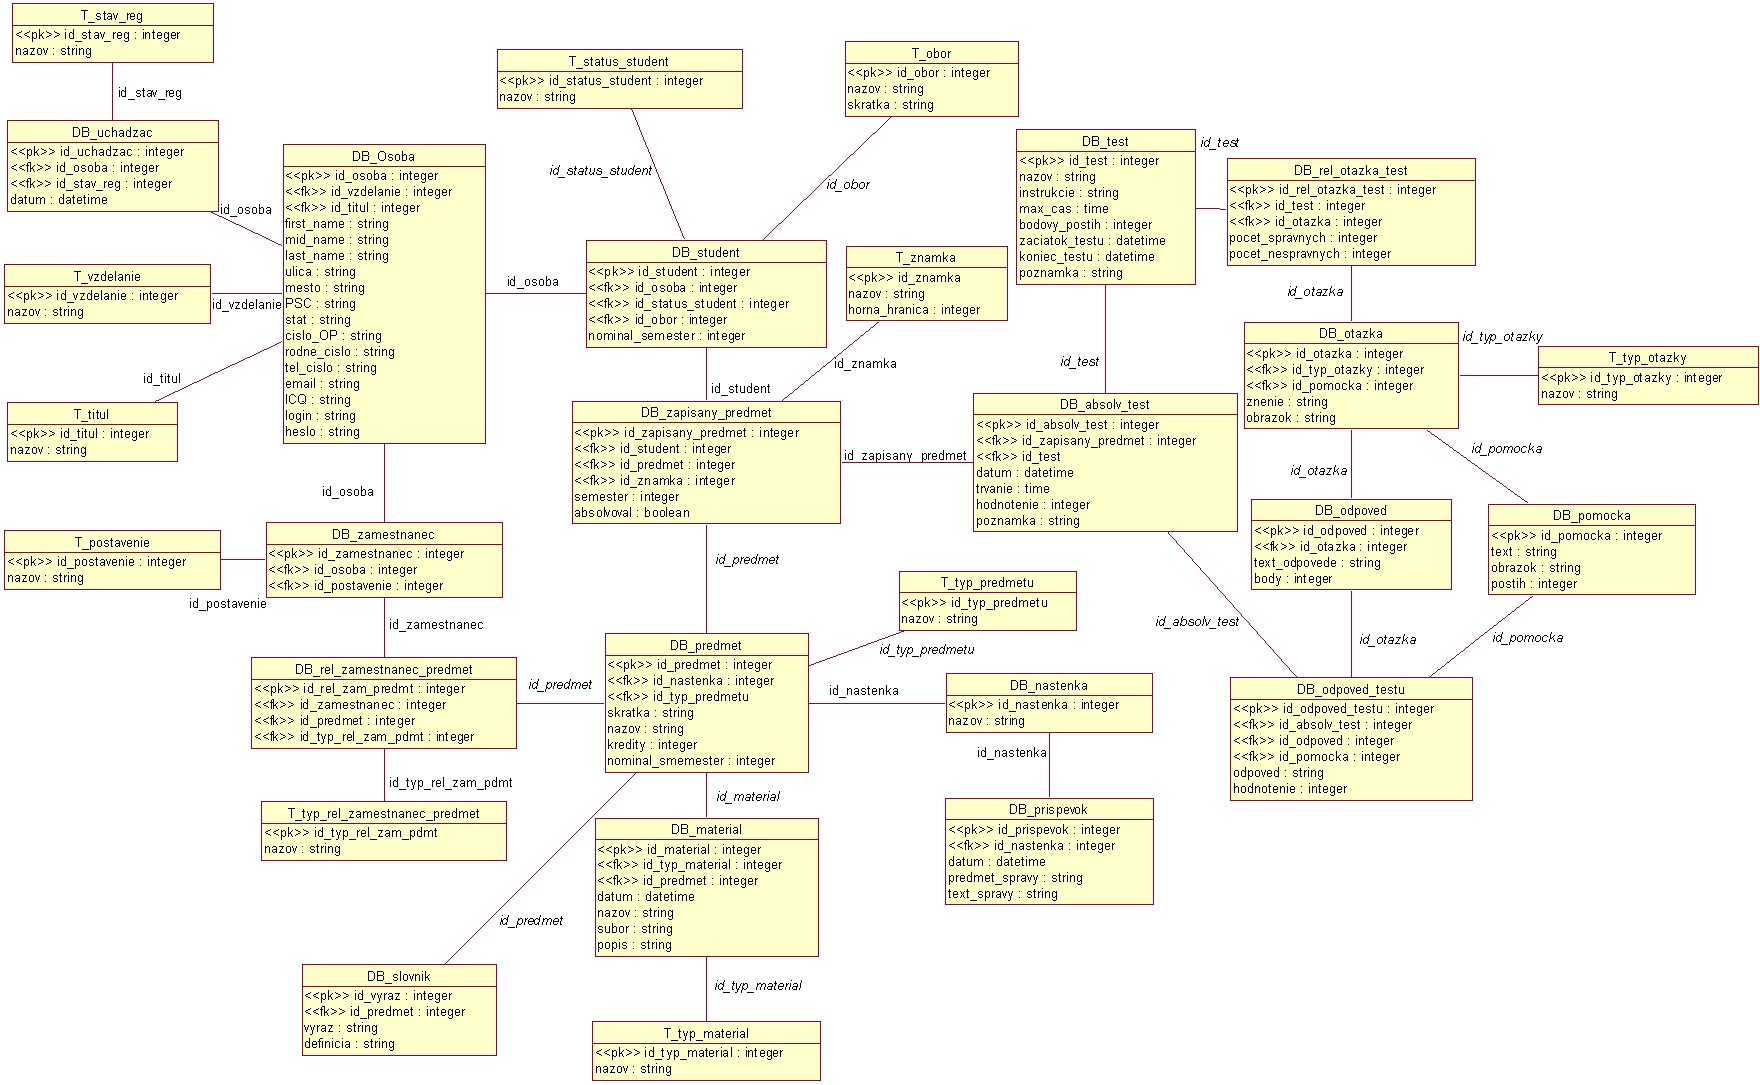 T_stav_reg
<<pk>> id_stav_reg : integer
nazov : string
id_stav_reg
DB_uchadzac
<<pk>> id_uchadzac : integer
<<fk>> id_osoba : integer
<<fk>> id_stav_reg : integer
datum : datetime
id_osoba
T_vzdelanie
<<pk>> id_vzdelanie : integer
nazov : string
id_vzdelanie
id_titul
T_titul
<<pk>> id_titul : integer
nazov : string
DB_Osoba
<<pk>> id_osoba : integer
<<fk>> id_vzdelanie : integer
<<fk>> id_titul : integer
first_name : string
mid_name : string
last_name : string
ulica : string
mesto : string
PSC : string
stat : string
cislo_OP : string
rodne_cislo : string
tel_cislo : string
email : string
ICQ : string
login : string
heslo : string
id_osoba
id_osoba
T_postavenie
<<pk>> id_postavenie : integer
nazov : string
id_postavenie
DB_zamestnanec
<<pk>> id_zamestnanec : integer
<<fk>> id_osoba : integer
<<fk>> id_postavenie : integer
id_zamestnanec
DB_rel_zamestnanec_predmet
<<pk>> id_rel_zam_predmt : integer
<<fk>> id_zamestnanec : integer
<<fk>> id_predmet : integer
<<fk>> id_typ_rel_zam_pdmt : integer
id_predmet
id_typ_rel_zam_pdmt
T_typ_rel_zamestnanec_predmet
<<pk>> id_typ_rel_zam_pdmt
nazov : string
T_status_student
<<pk>> id_status_student : integer
nazov : string
id_status_student
T_obor
<<pk>> id_obor : integer
nazov : string
skratka : string
id_obor
DB_student
<<pk>> id_student : integer
<<fk>> id_osoba : integer
<<fk>> id_status_student : integer
<<fk>> id_obor : integer
nominal_semester : integer
T_znamka
<<pk>> id_znamka
nazov : string
horna_hranica : integer
id_znamka
id_student
DB_zapisany_predmet
<<pk>> id_zapisany_predmet : integer
<<fk>> id_student : integer
<<fk>> id_predmet : integer
<<fk>> id_znamka : integer
semester : integer
absolvoval : boolean
id_zapisany_predmet
id_predmet
T_typ_predmetu
<<pk>> id_typ_predmetu
nazov : string
id_typ_predmetu
DB_predmet
<<pk>> id_predmet : integer
<<fk>> id_nastenka : integer
<<fk>> id_typ_predmetu
skratka : string
nazov : string
kredity : integer
nominal_smemester : integer
id_nastenka
DB_nastenka
<<pk>> id_nastenka : integer
nazov : string
id_nastenka
DB_prispevok
<<pk>> id_prispevok : integer
<<fk>> id_nastenka : integer
datum : datetime
predmet_spravy : string
text_spravy : string
id_material
DB_material
<<pk>> id_material : integer
<<fk>> id_typ_material : integer
<<fk>> id_predmet : integer
datum : datetime
nazov : string
subor : string
popis : string
id_typ_material
T_typ_material
<<pk>> id_typ_material : integer
nazov : string
id_predmet
DB_slovnik
<<pk>> id_vyraz : integer
<<fk>> id_predmet : integer
vyraz : string
definicia : string
DB_test
<<pk>> id_test : integer
nazov : string
instrukcie : string
max_cas : time
bodovy_postih : integer
zaciatok_testu : datetime
koniec_testu : datetime
poznamka : string
id_test
DB_rel_otazka_test
<<pk>> id_rel_otazka_test : integer
<<fk>> id_test : integer
<<fk>> id_otazka : integer
pocet_spravnych : integer
pocet_nespravnych : integer
id_otazka
id_test
DB_otazka
<<pk>> id_otazka : integer
<<fk>> id_typ_otazky : integer
<<fk>> id_pomocka : integer
znenie : string
obrazok : string
id_typ_otazky
T_typ_otazky
<<pk>> id_typ_otazky : integer
nazov : string
DB_absolv_test
<<pk>> id_absolv_test : integer
<<fk>> id_zapisany_predmet : integer
<<fk>> id_test
datum : datetime
trvanie : time
hodnotenie : integer
poznamka : string
id_otazka
id_pomocka
DB_odpoved
<<pk>> id_odpoved : integer
<<fk>> id_otazka : integer
text_odpovede : string
body : integer
DB_pomocka
<<pk>> id_pomocka : integer
text : string
obrazok : string
postih : integer
id_absolv_test
id_otazka
id_pomocka
DB_odpoved_testu
<<pk>> id_odpoved_testu : integer
<<fk>> id_absolv_test : integer
<<fk>> id_odpoved : integer
<<fk>> id_pomocka : integer
odpoved : string
hodnotenie : integer